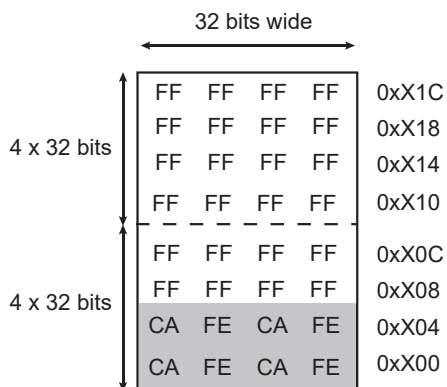 32 bits wide
FF FF FF FF 0xX1C
FF FF FF FF 0xX18
4 x 32 bits
FF FF FF FF 0xX14
FF FF FF FF 0xX10
FF FF FF FF 0xX0C
FF FF FF FF 0xX08
4 x 32 bits
CA FE CA FE 0xX04
CA FE CA FE 0xX00